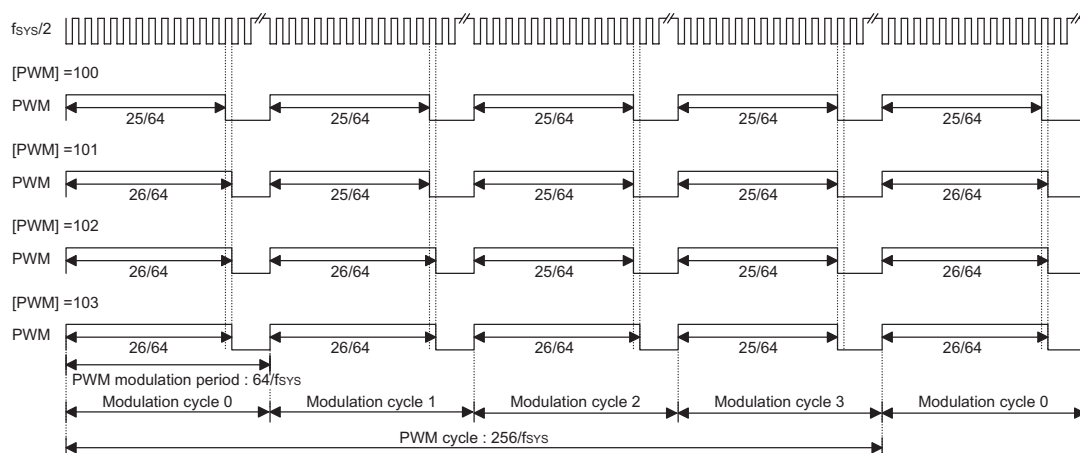 fSYS/2
[PWM] =100
PWM
25/64 25/64 25/64 25/64 25/64
[PWM] =101
PWM
26/64 25/64 25/64 25/64 26/64
[PWM] =102
PWM
26/64 26/64 25/64 25/64 26/64
[PWM] =103
PWM
26/64 26/64 26/64 25/64 26/64
PWM modulation period : 64/fSYS
Modulation cycle 0 Modulation cycle 1 Modulation cycle 2 Modulation cycle 3 Modulation cycle 0
PWM cycle : 256/fSYS